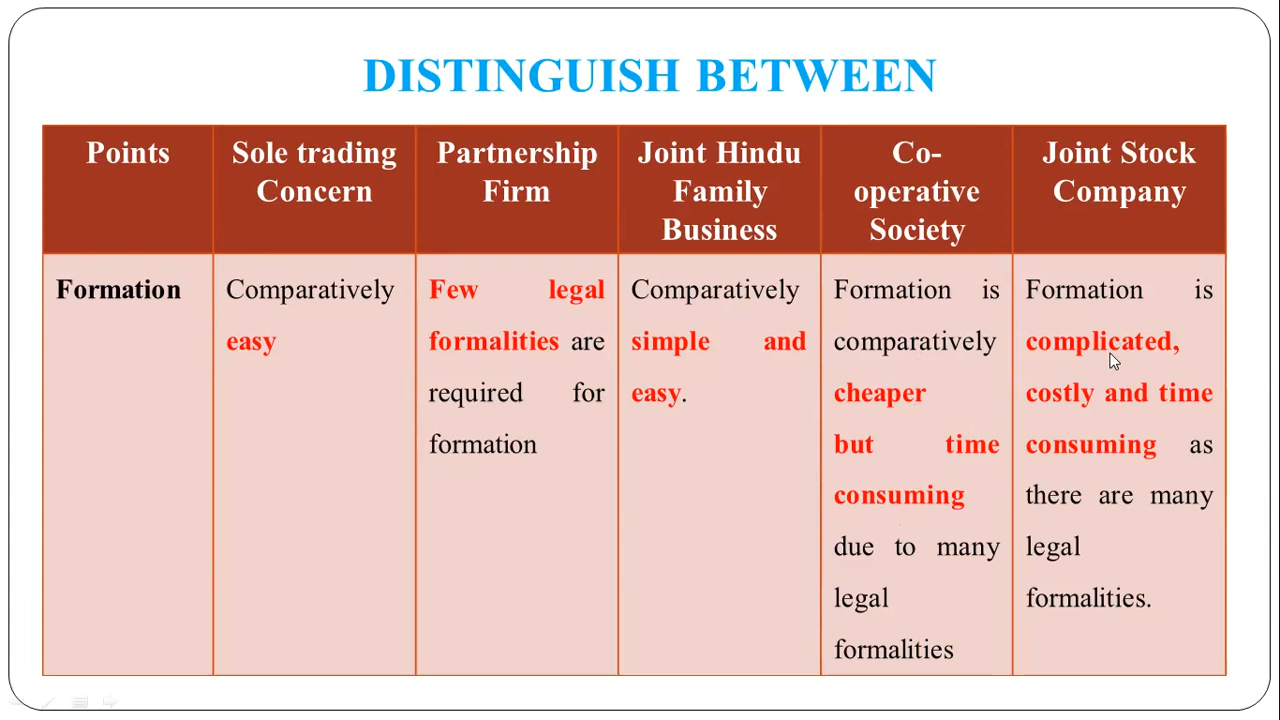 DISTINGUISH BETWEEN
Points
Sole trading
Concern
Partnership
Firm
Joint Hindu
Family
Business
Co-
operative
Society
Joint Stock
Company
Formation
Comparatively
easy
Few legal
formalities are
required for
formation
Comparatively
simple and
easy.
Formation is
comparatively
cheaper
but time
consuming
due to many
legal
formalities
Formation is
complicated,
costly and time
consuming as
there are many
legal
formalities.